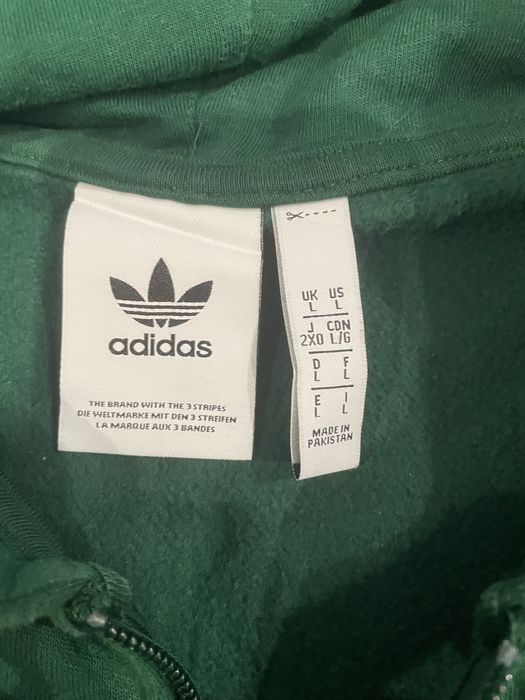 adidas
THE BRAND WITH THE 3 STRIPES
DIE WELTMARKE MIT DEN 3 STREIFEN
LA MARQUE AUX 3 BANDES
UK US
L L
J CDN
2XO L/G
D F
L L
E I
L L
MADE IN
PAKISTAN